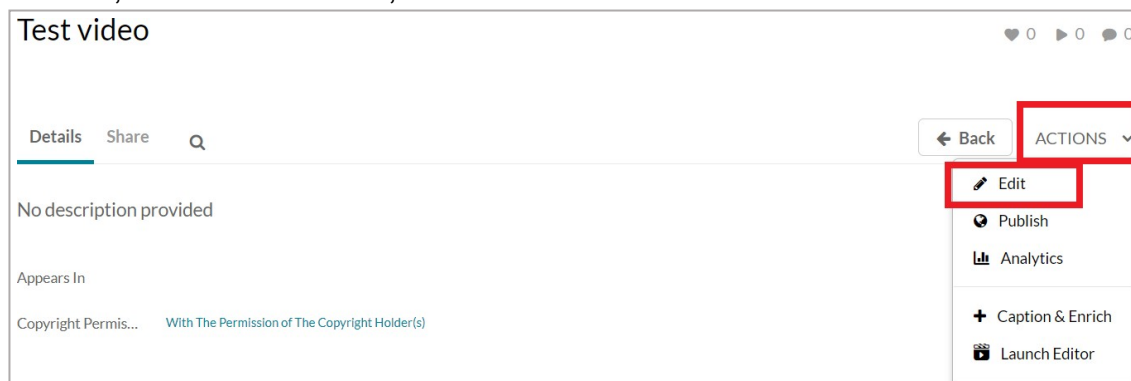 Test video
0 0 0
Details Share
Back ACTIONS
Edit
No description provided
Publish
Analytics
Appears In
Copyright Permis... With The Permission of The Copyright Holder(s)
+ Caption & Enrich
Launch Editor